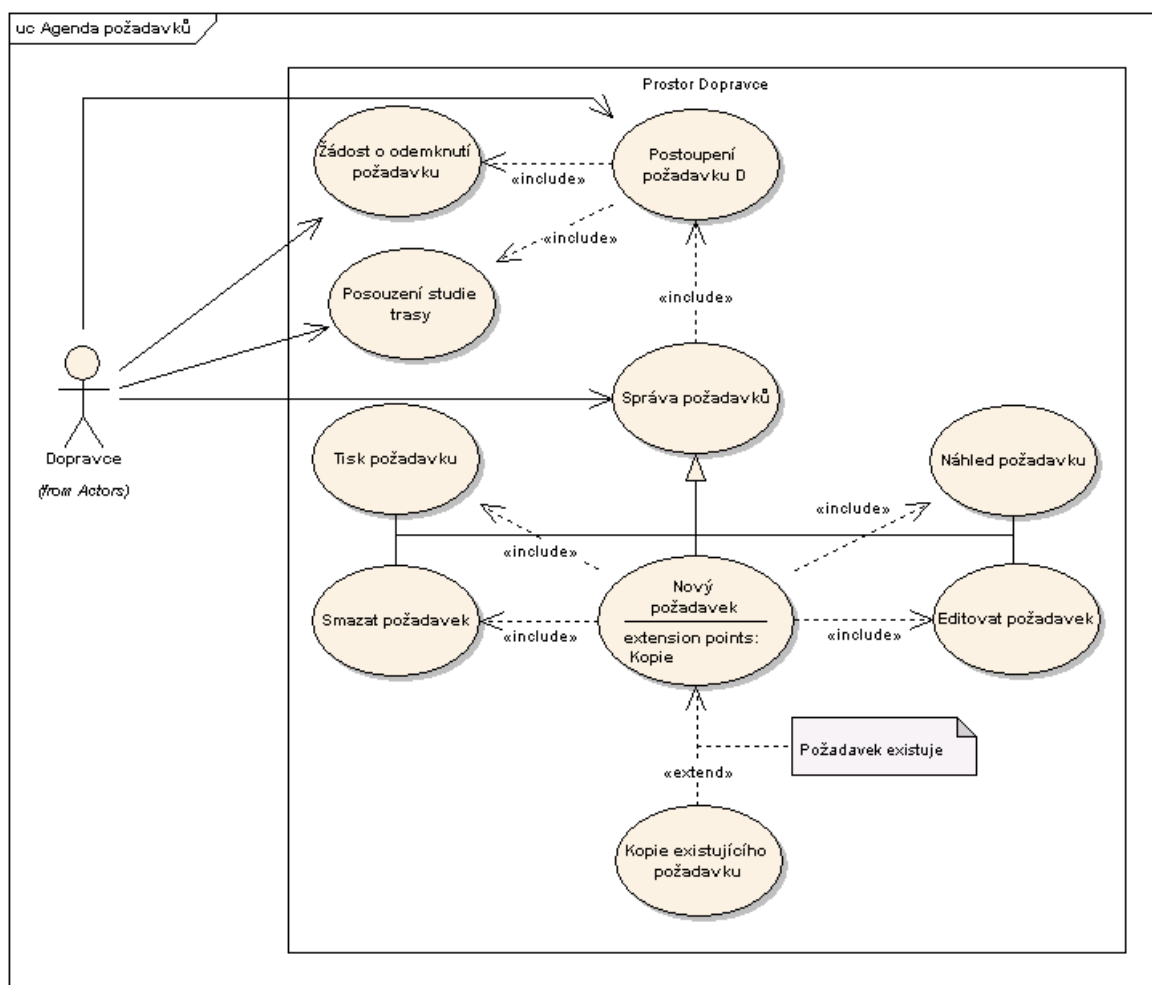 uc Agenda požadavků
Prostor Dopravce
Žádost o odemknutí
požadavku
Postoupení
požadavku D
«include»
«include»
Posouzení studie
trasy
«include»
Správa požadavků
Dopravce
(from Actors)
Tisk požadavku
Náhled požadavku
«include»
«include»
Smazat požadavek
Nový
požadavek
extension points:
Kopie
Editovat požadavek
«include»
«include»
Požadavek existuje
«extend»
Kopie existujícího
požadavku